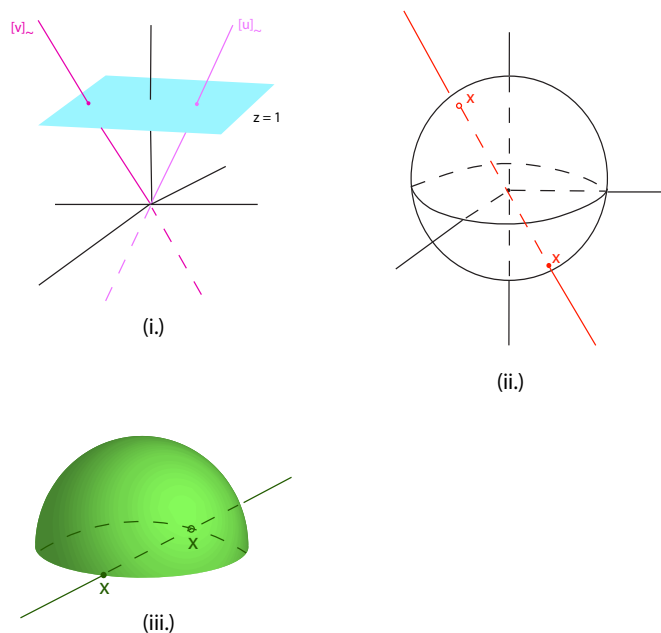 [v]~
[u]~
z = 1
(i.)
x
x
(ii.)
x
x
(iii.)